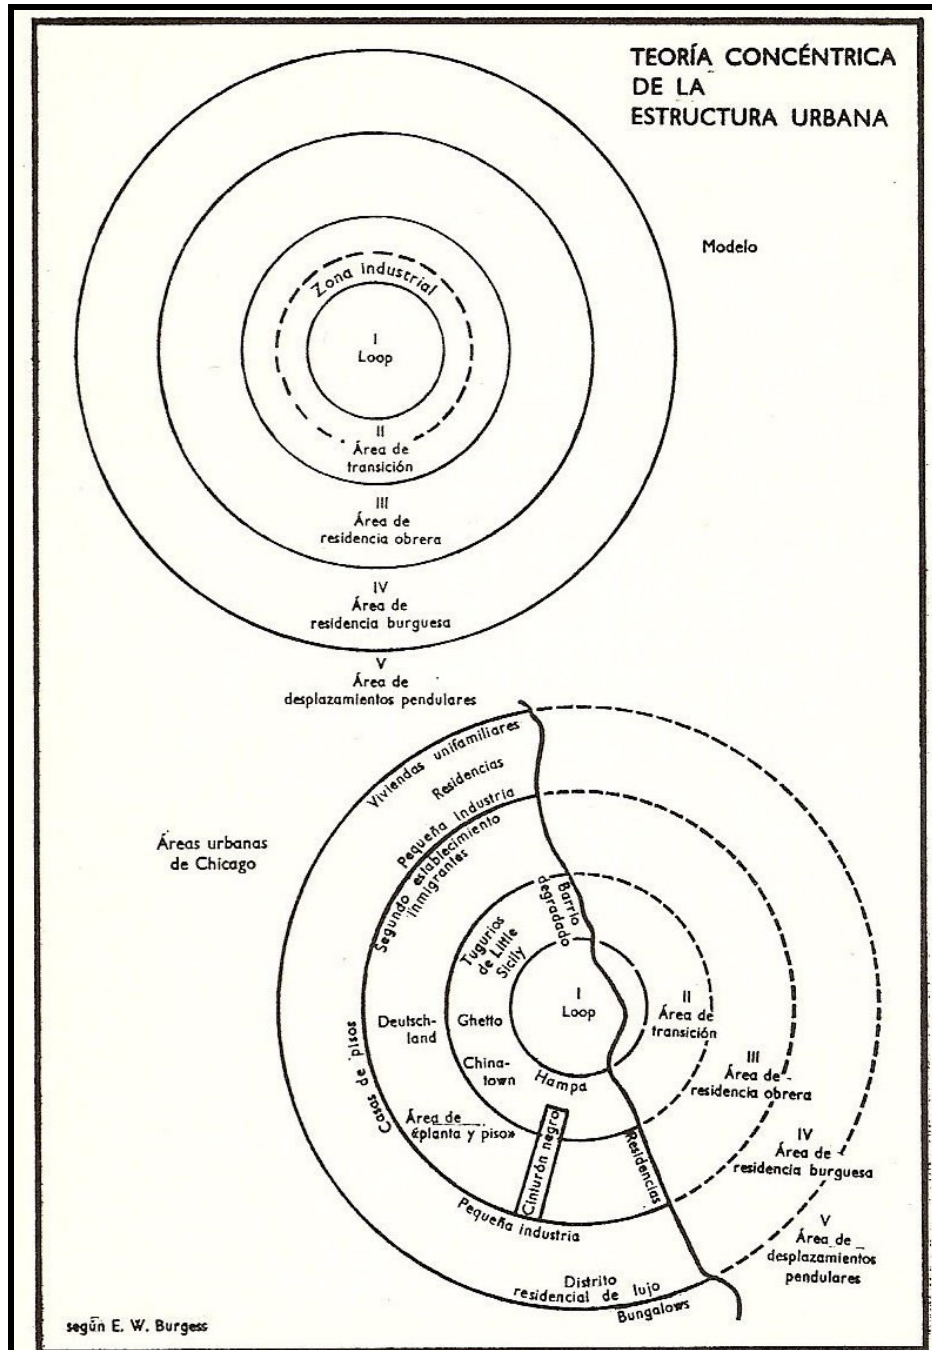 TEORÍA CONCÉNTRICA
DE LA
ESTRUCTURA URBANA
Modelo
Zona industrial
I
Loop
II
Área de
transición
III
Área de
residencia obrera
IV
Área de
residencia burguesa
V
Área de
desplazamientos pendulares
Áreas urbanas
de Chicago
Viviendas unifamiliares
Residencias
Pequeña industria
Segundo establecimiento
inmigrantes
Barrio
degradado
Tugurios
de Little
Sicily
I
Loop
Deutsch-
land
Ghetto
China-
town
Hampa
Casas de pisos
Área de
«planta y piso»
Cinturón negro
Residencias
Pequeña industria
Distrito
residencial de lujo
Bungalows
II
Área de
transición
III
Área de
residencia obrera
IV
Área de
residencia burguesa
V
Área de
desplazamientos
pendulares
según E. W. Burgess